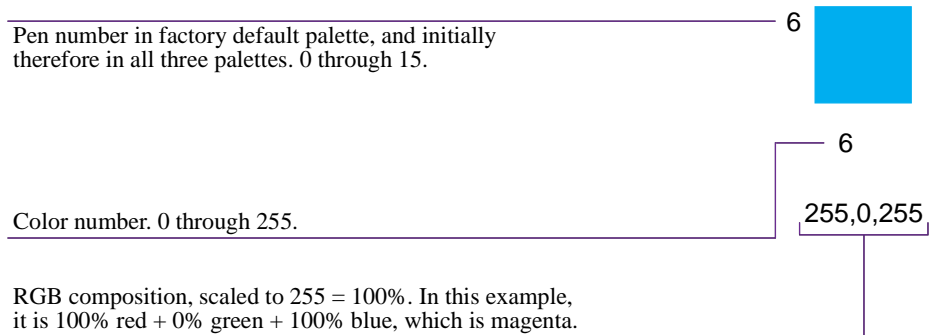 6
Pen number in factory default palette, and initially
therefore in all three palettes. 0 through 15.
6
255,0,255
Color number. 0 through 255.
RGB composition, scaled to 255 = 100%. In this example,
it is 100% red + 0% green + 100% blue, which is magenta.